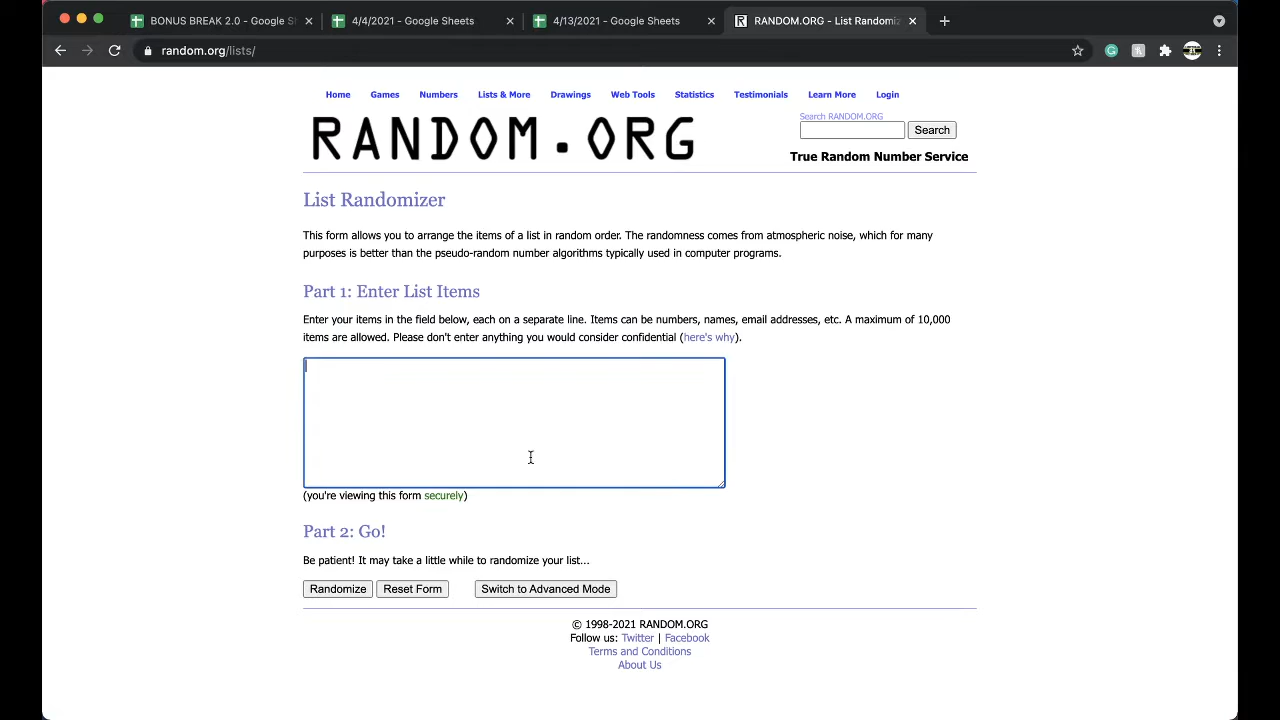 BONUS BREAK 2.0 - Google S
4/4/2021 - Google Sheets
4/13/2021 - Google Sheets
RANDOM.ORG - List Randomiz
random.org/lists/
Home Games Numbers Lists & More Drawings Web Tools Statistics Testimonials Learn More Login
RANDOM.ORG
Search RANDOM.ORG
Search
True Random Number Service
List Randomizer
This form allows you to arrange the items of a list in random order. The randomness comes from atmospheric noise, which for many
purposes is better than the pseudo-random number algorithms typically used in computer programs.
Part 1: Enter List Items
Enter your items in the field below, each on a separate line. Items can be numbers, names, email addresses, etc. A maximum of 10,000
items are allowed. Please don't enter anything you would consider confidential (here's why).
(you're viewing this form securely)
Part 2: Go!
Be patient! It may take a little while to randomize your list...
Randomize Reset Form Switch to Advanced Mode
© 1998-2021 RANDOM.ORG
Follow us: Twitter | Facebook
Terms and Conditions
About Us